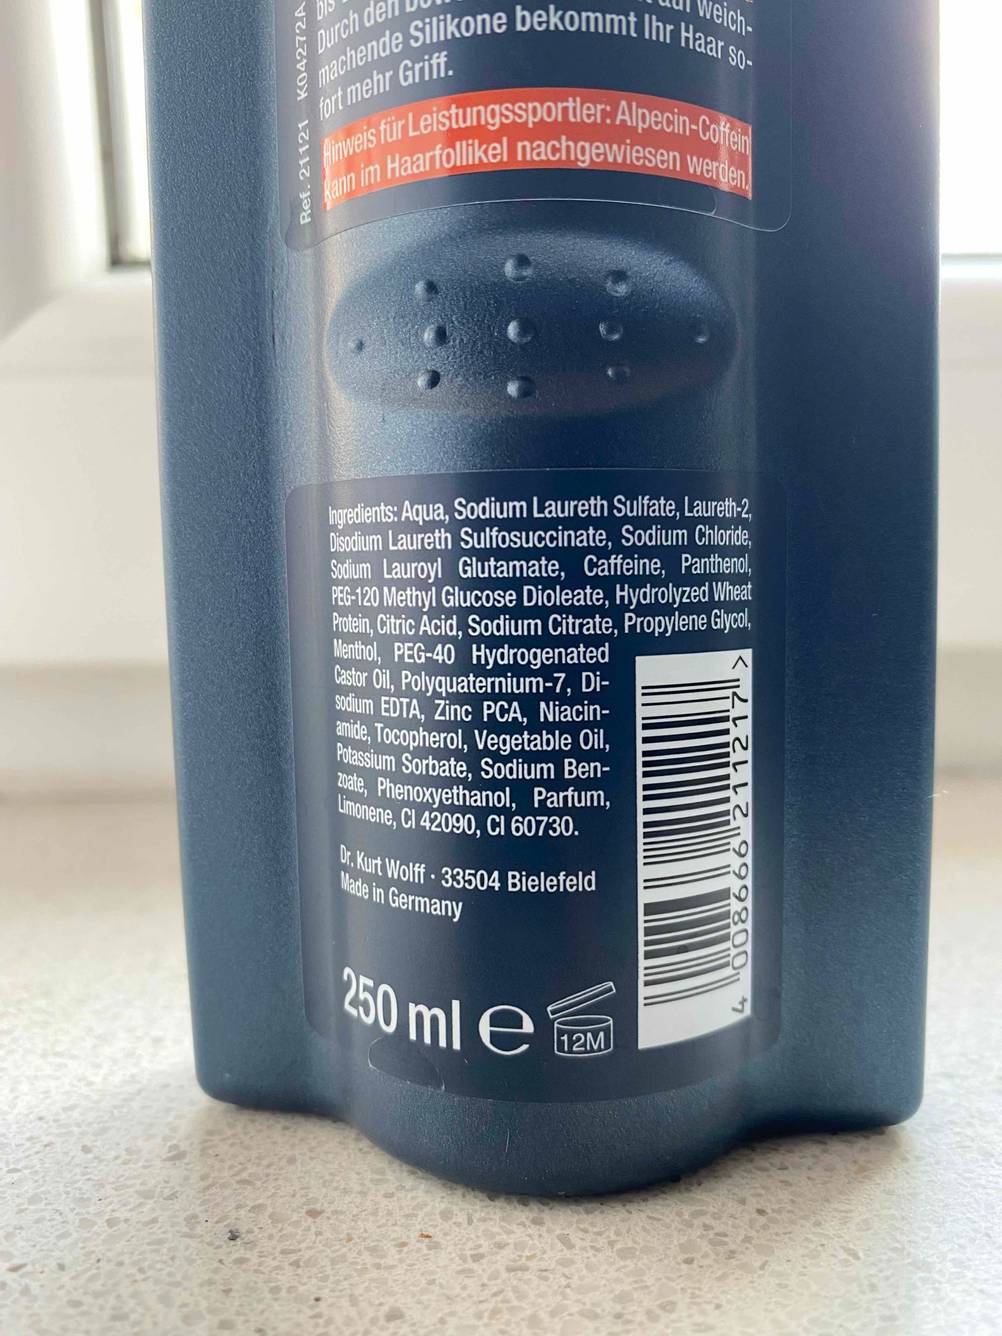 Durch den
machende Silikone bekommt Ihr Haar so-
fort mehr Griff.
Hinweis für Leistungssportler: Alpecin-Coffein
kann im Haarfollikel nachgewiesen werden.
Ref. 21121 K04272A
Ingredients: Aqua, Sodium Laureth Sulfate, Laureth-2,
Disodium Laureth Sulfosuccinate, Sodium Chloride,
Sodium Lauroyl Glutamate, Caffeine, Panthenol,
PEG-120 Methyl Glucose Dioleate, Hydrolyzed Wheat
Protein, Citric Acid, Sodium Citrate, Propylene Glycol,
Menthol, PEG-40 Hydrogenated
Castor Oil, Polyquaternium-7, Di-
sodium EDTA, Zinc PCA, Niacin-
amide, Tocopherol, Vegetable Oil,
Potassium Sorbate, Sodium Ben-
zoate, Phenoxyethanol, Parfum,
Limonene, CI 42090, CI 60730.
Dr. Kurt Wolff · 33504 Bielefeld
Made in Germany
250 ml e
12M
4 008666 211217 >